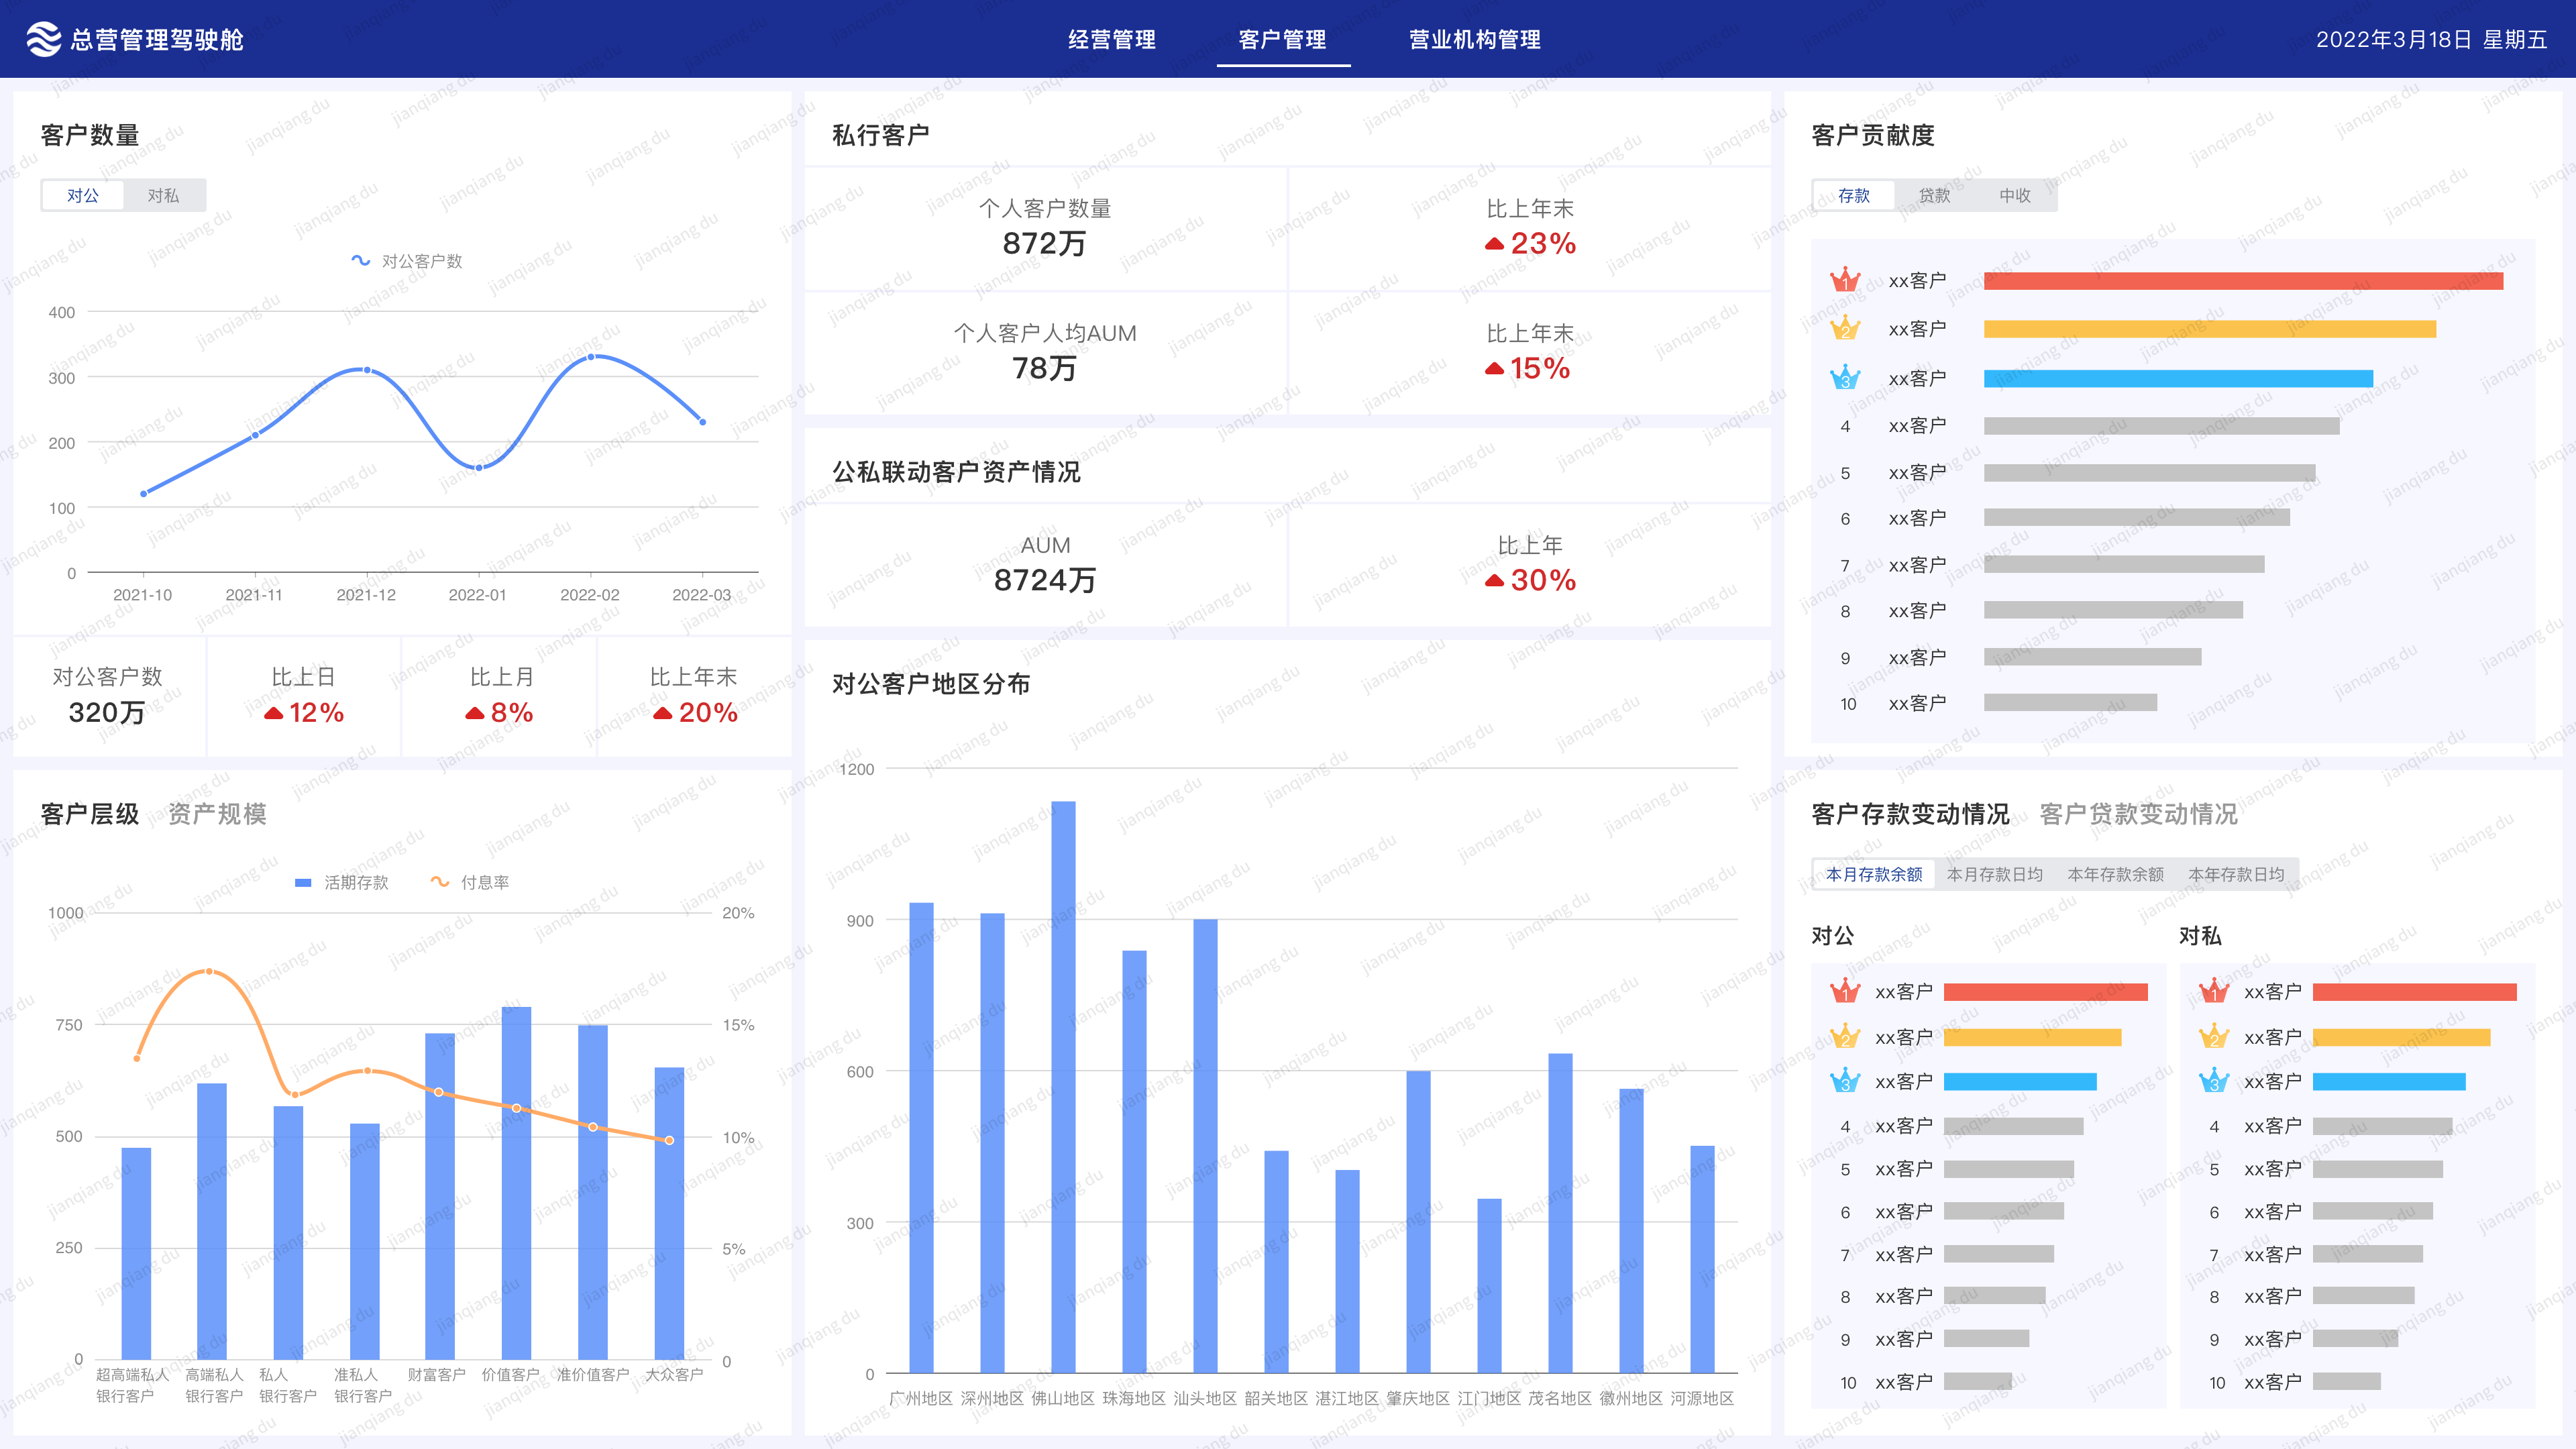 总营管理驾驶舱
经营管理 客户管理 营业机构管理
2022年3月18日 星期五
客户数量
对公 对私
对公客户数
400
300
200
100
0
2021-10 2021-11 2021-12 2022-01 2022-02 2022-03
对公客户数 比上日 比上月 比上年末
320万 12% 8% 20%
客户层级 资产规模
活期存款 付息率
1000 20%
750 15%
500 10%
250 5%
0 0
超高端私人 高端私人 私人 准私人 财富客户 价值客户 准价值客户 大众客户
银行客户 银行客户 银行客户 银行客户
私行客户
个人客户数量 比上年末
872万 23%
个人客户人均AUM 比上年末
78万 15%
公私联动客户资产情况
AUM 比上年
8724万 30%
对公客户地区分布
1200
900
600
300
0
广州地区 深州地区 佛山地区 珠海地区 汕头地区 韶关地区 湛江地区 肇庆地区 江门地区 茂名地区 徽州地区 河源地区
客户贡献度
存款 贷款 中收
1 xx客户
2 xx客户
3 xx客户
4 xx客户
5 xx客户
6 xx客户
7 xx客户
8 xx客户
9 xx客户
10 xx客户
客户存款变动情况 客户贷款变动情况
本月存款余额 本月存款日均 本年存款余额 本年存款日均
对公
1 xx客户
2 xx客户
3 xx客户
4 xx客户
5 xx客户
6 xx客户
7 xx客户
8 xx客户
9 xx客户
10 xx客户
对私
1 xx客户
2 xx客户
3 xx客户
4 xx客户
5 xx客户
6 xx客户
7 xx客户
8 xx客户
9 xx客户
10 xx客户
jianqiang du